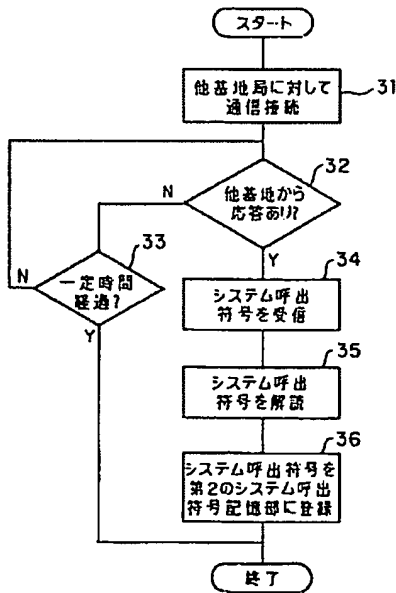 スタート
他基地局に対して
通信接続
31
32
他基地から
応答あり?
N
Y
33
一定時間
経過?
N
Y
34
システム呼出
符号を受信
35
システム呼出
符号を解読
36
システム呼出符号を
第2のシステム呼出
符号記憶部に登録
終了